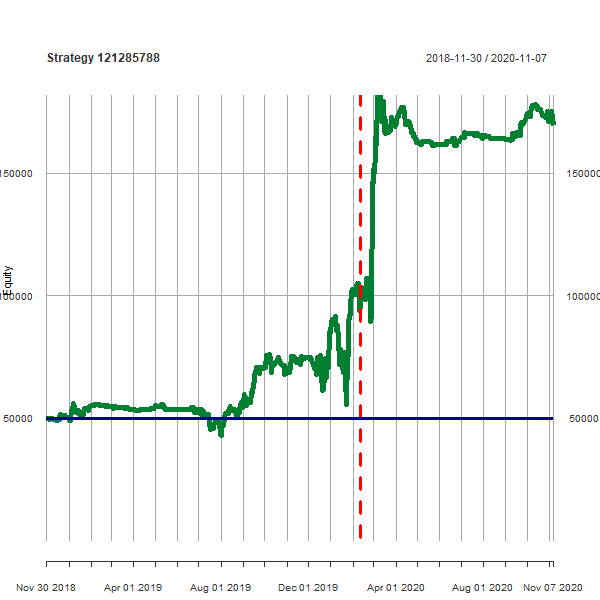 Strategy 121285788
2018-11-30 / 2020-11-07
150000
150000
Equity
100000
100000
50000
50000
Nov 30 2018
Apr 01 2019
Aug 01 2019
Dec 01 2019
Apr 01 2020
Aug 01 2020
Nov 07 2020